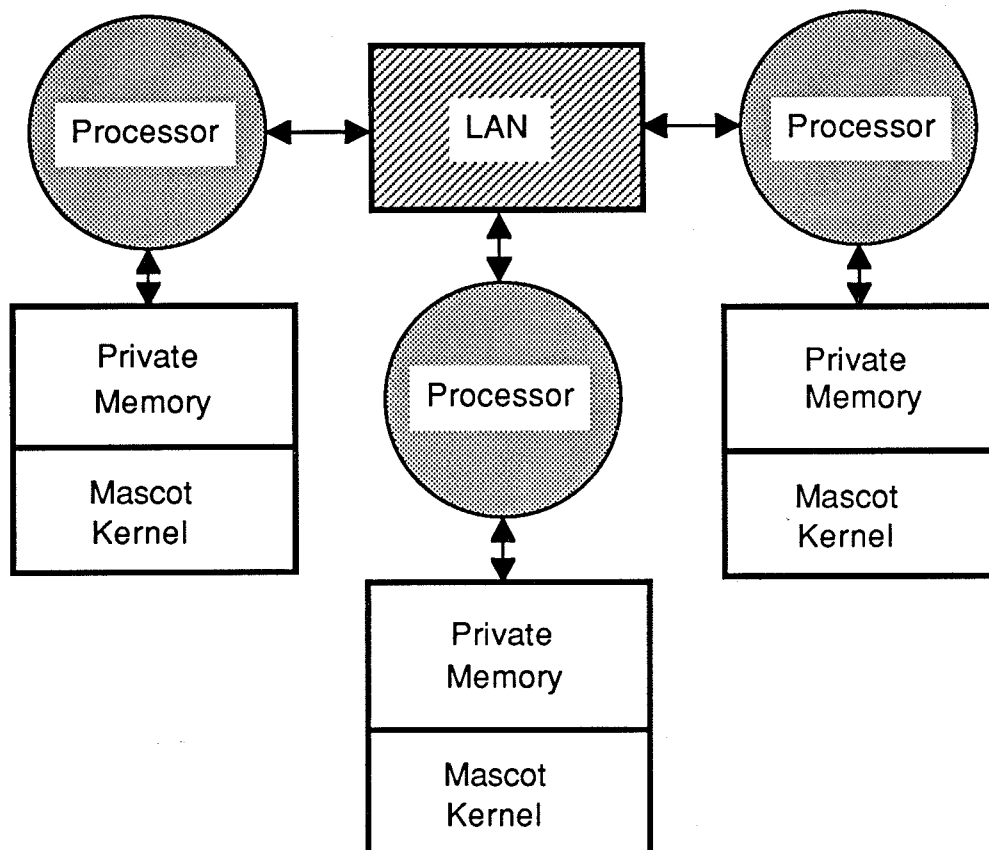 Processor
LAN
Processor
Private
Memory
Mascot
Kernel
Processor
Private
Memory
Mascot
Kernel
Private
Memory
Mascot
Kernel